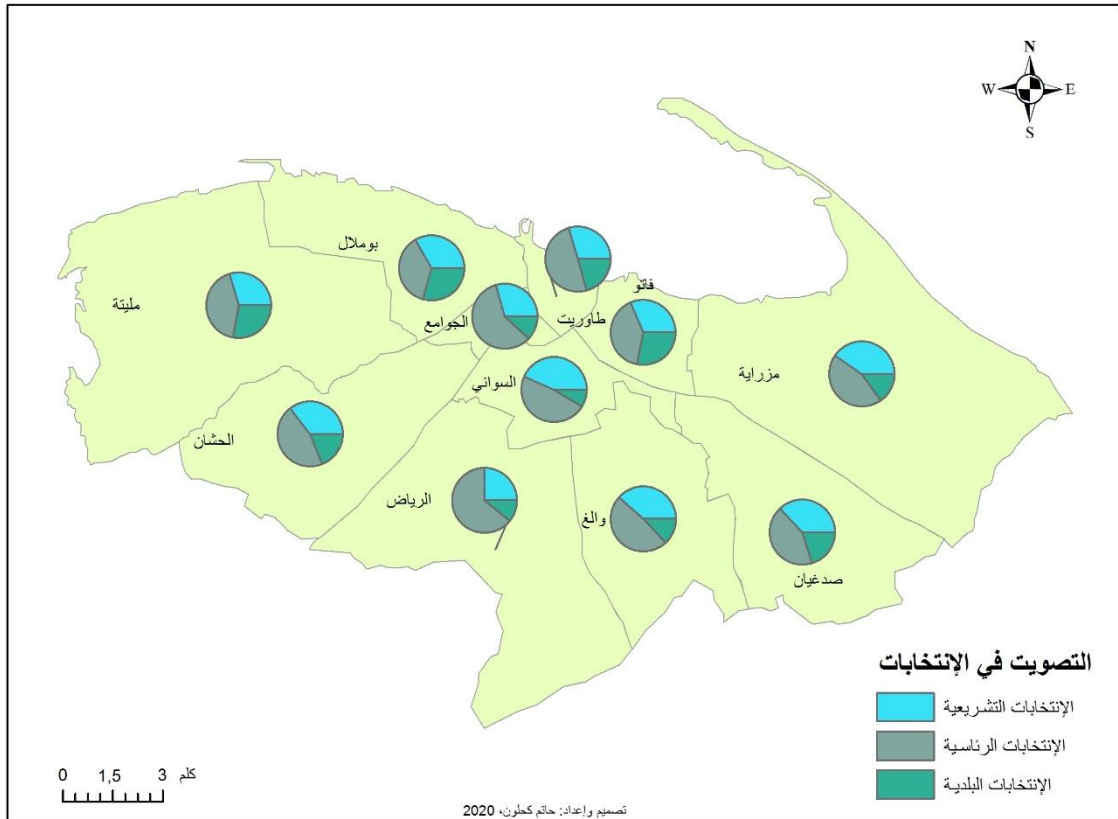 N
W
E
S
بوملال
مليتة
فاتو
الجوامع
طاوريت
مزراية
السواني
الحشان
الرياض
والغ
صدغيان
التصويت في الإنتخابات
الإنتخابات التشريعية
الإنتخابات الرئاسية
الإنتخابات البلدية
0 1,5 3 كلم
تصميم وإعداد: حاتم كحلون، 2020